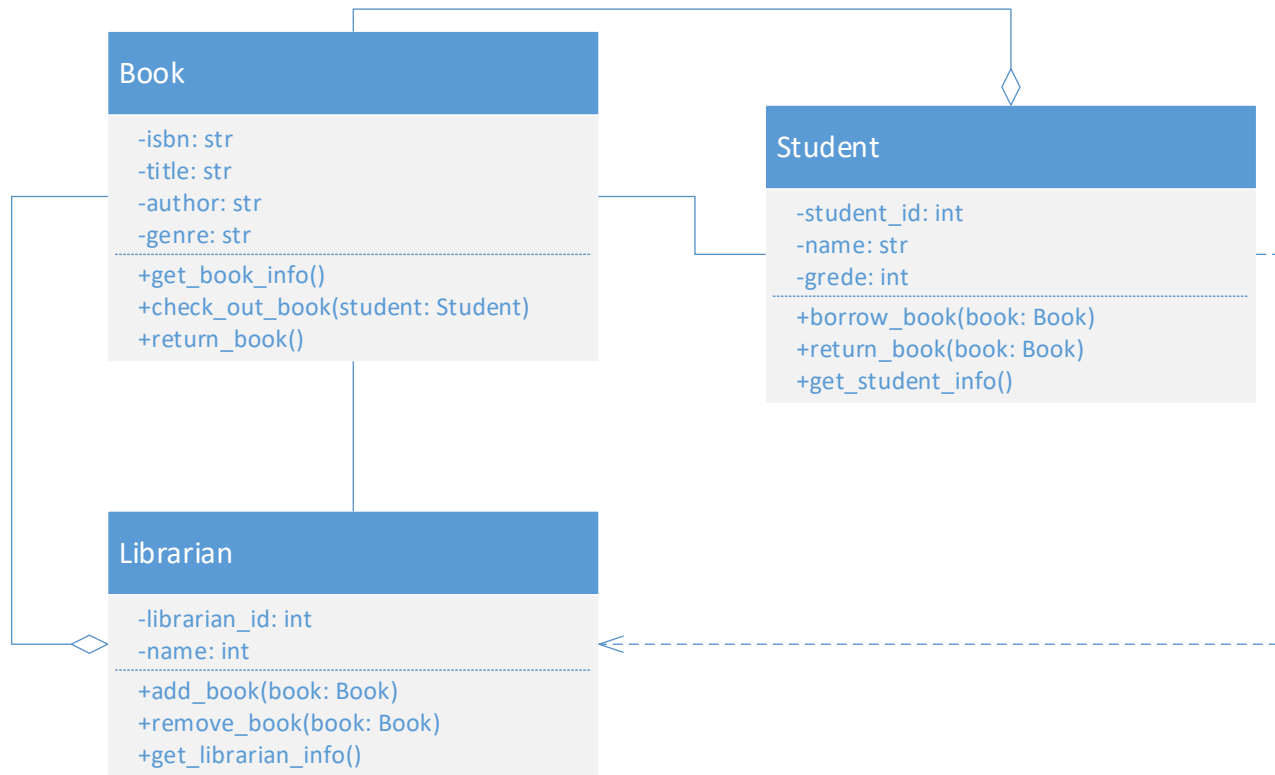 Book
-isbn: str
-title: str
-author: str
-genre: str
+get_book_info()
+check_out_book(student: Student)
+return_book()
Student
-student_id: int
-name: str
-grede: int
+borrow_book(book: Book)
+return_book(book: Book)
+get_student_info()
Librarian
-librarian_id: int
-name: int
+add_book(book: Book)
+remove_book(book: Book)
+get_librarian_info()